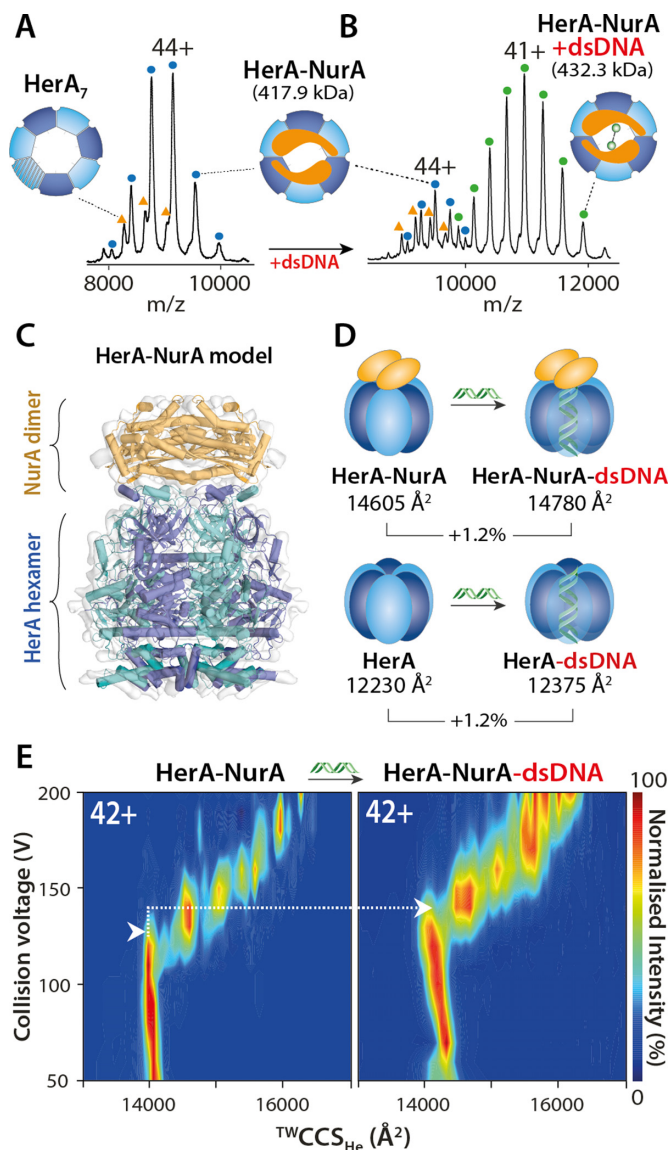 A
44+
HerA7
HerA-NurA
(417.9 kDa)
8000
10000
m/z
+dsDNA
B
41+
HerA-NurA
+dsDNA
(432.3 kDa)
44+
10000
12000
m/z
C
HerA-NurA model
NurA dimer
HerA hexamer
D
HerA-NurA
HerA-NurA-dsDNA
14605 Å²
14780 Å²
+1.2%
HerA
HerA-dsDNA
12230 Å²
12375 Å²
+1.2%
E
HerA-NurA
HerA-NurA-dsDNA
42+
42+
200
150
100
50
Collision voltage (V)
14000
16000
14000
16000
TWCCSHe (Å²)
100
0
Normalised Intensity (%)